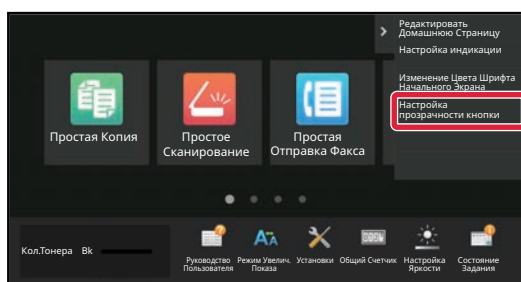 Редактировать
Домашнюю Страницу
Настройка индикации
Изменение Цвета Шрифта
Начального Экрана
Настройка
прозрачности кнопки
Простая Копия
Простое
Сканирование
Простая
Отправка Факса
Кол.Тонера Bk
Руководство
Пользователя
Режим Увелич.
Показа
Установки
Общий Счетчик
Настройка
Яркости
Состояние
Задания